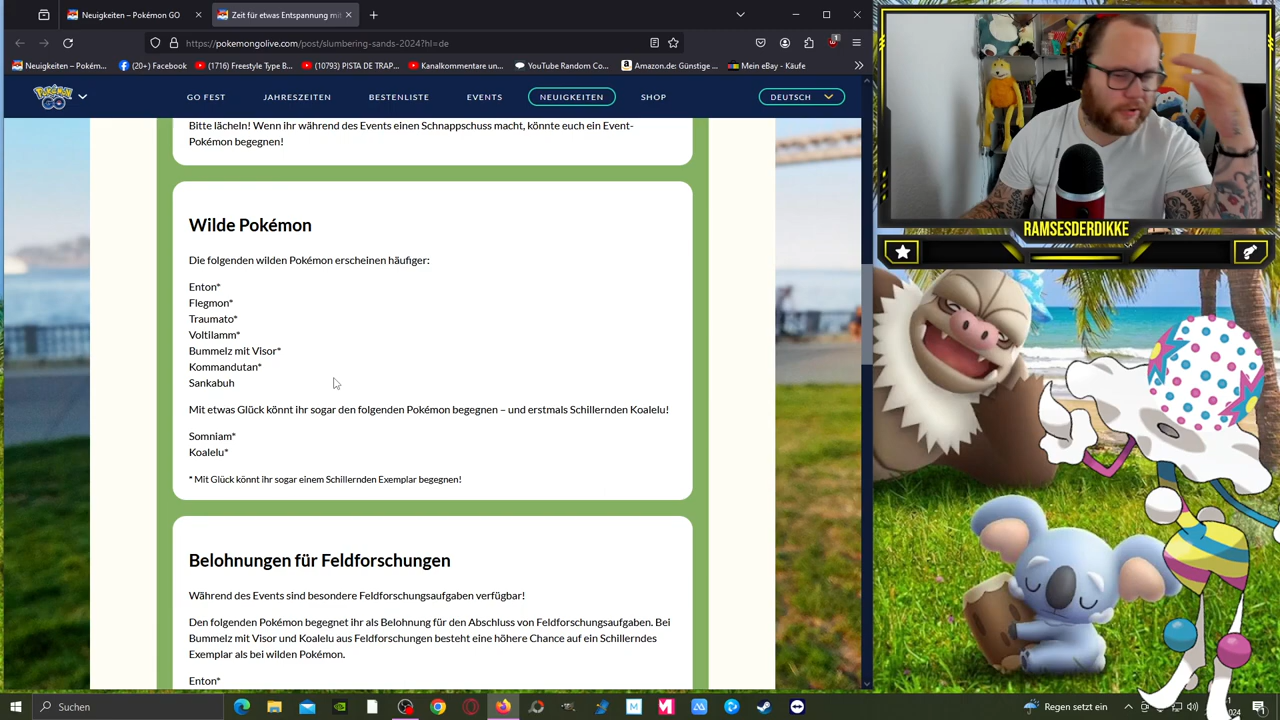 Neuigkeiten – Pokémon GO
Zeit für etwas Entspannung mit
https://pokemongolive.com/post/slumbering-sands-2024?hl=de
Neuigkeiten – Pokém...
(20+) Facebook
(1716) Freestyle Type B...
(10793) PISTA DE TRAP...
Kanalkommentare un...
YouTube Random Co...
Amazon.de: Günstige ...
Mein eBay - Käufe
GO FEST
JAHRESZEITEN
BESTENLISTE
EVENTS
NEUIGKEITEN
SHOP
DEUTSCH
Bitte lächeln! Wenn ihr während des Events einen Schnappschuss macht, könnte euch ein Event-
Pokémon begegnen!
Wilde Pokémon
Die folgenden wilden Pokémon erscheinen häufiger:
Enton*
Flegmon*
Traumato*
Voltilamm*
Bummelz mit Visor*
Kommandutan*
Sankabuh
Mit etwas Glück könnt ihr sogar den folgenden Pokémon begegnen – und erstmals Schillernden Koalelu!
Somniam*
Koalelu*
* Mit Glück könnt ihr sogar einem Schillernden Exemplar begegnen!
Belohnungen für Feldforschungen
Während des Events sind besondere Feldforschungsaufgaben verfügbar!
Den folgenden Pokémon begegnet ihr als Belohnung für den Abschluss von Feldforschungsaufgaben. Bei
Bummelz mit Visor und Koalelu aus Feldforschungen besteht eine höhere Chance auf ein Schillerndes
Exemplar als bei wilden Pokémon.
Enton*
RAMSESDERDIKKE
Suchen
Regen setzt ein